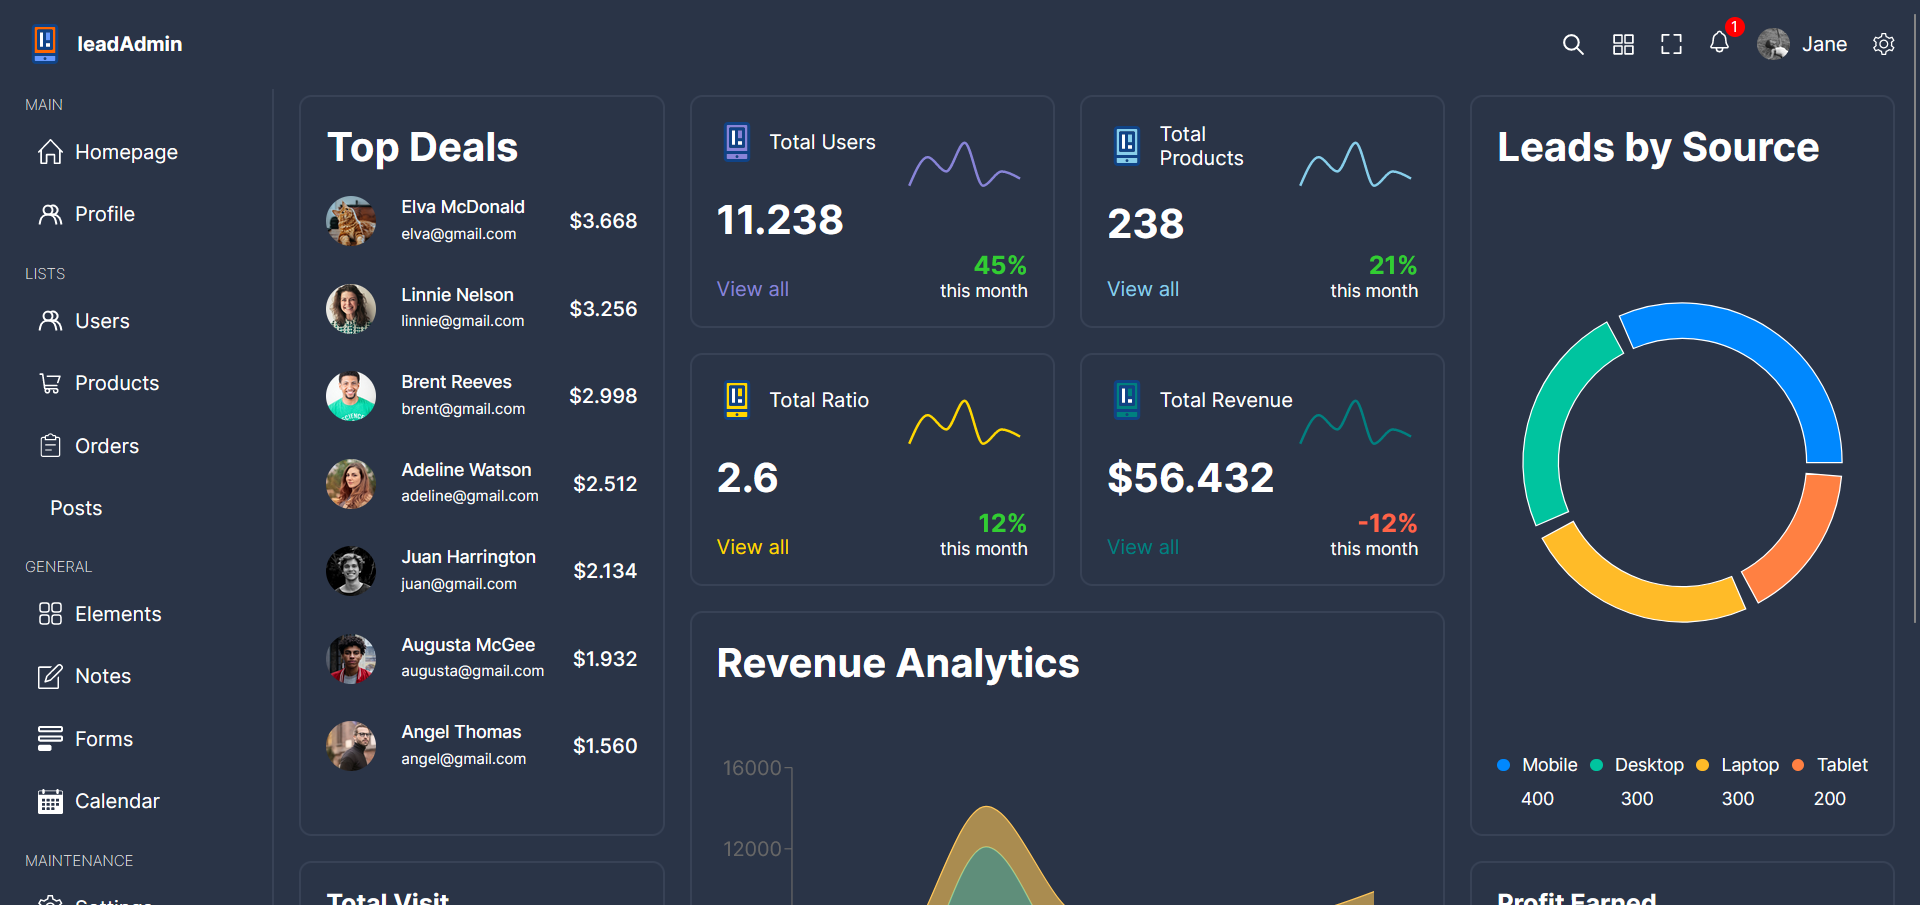 leadAdmin
1
Jane
MAIN
Homepage
Profile
LISTS
Users
Products
Orders
Posts
GENERAL
Elements
Notes
Forms
Calendar
MAINTENANCE
Settings
Top Deals
Elva McDonald
elva@gmail.com
$3.668
Linnie Nelson
linnie@gmail.com
$3.256
Brent Reeves
brent@gmail.com
$2.998
Adeline Watson
adeline@gmail.com
$2.512
Juan Harrington
juan@gmail.com
$2.134
Augusta McGee
augusta@gmail.com
$1.932
Angel Thomas
angel@gmail.com
$1.560
Total Visit
Total Users
11.238
View all
45%
this month
Total
Products
238
View all
21%
this month
Total Ratio
2.6
View all
12%
this month
Total Revenue
$56.432
View all
-12%
this month
Revenue Analytics
16000
12000
Leads by Source
Mobile
400
Desktop
300
Laptop
300
Tablet
200
Profit Earned